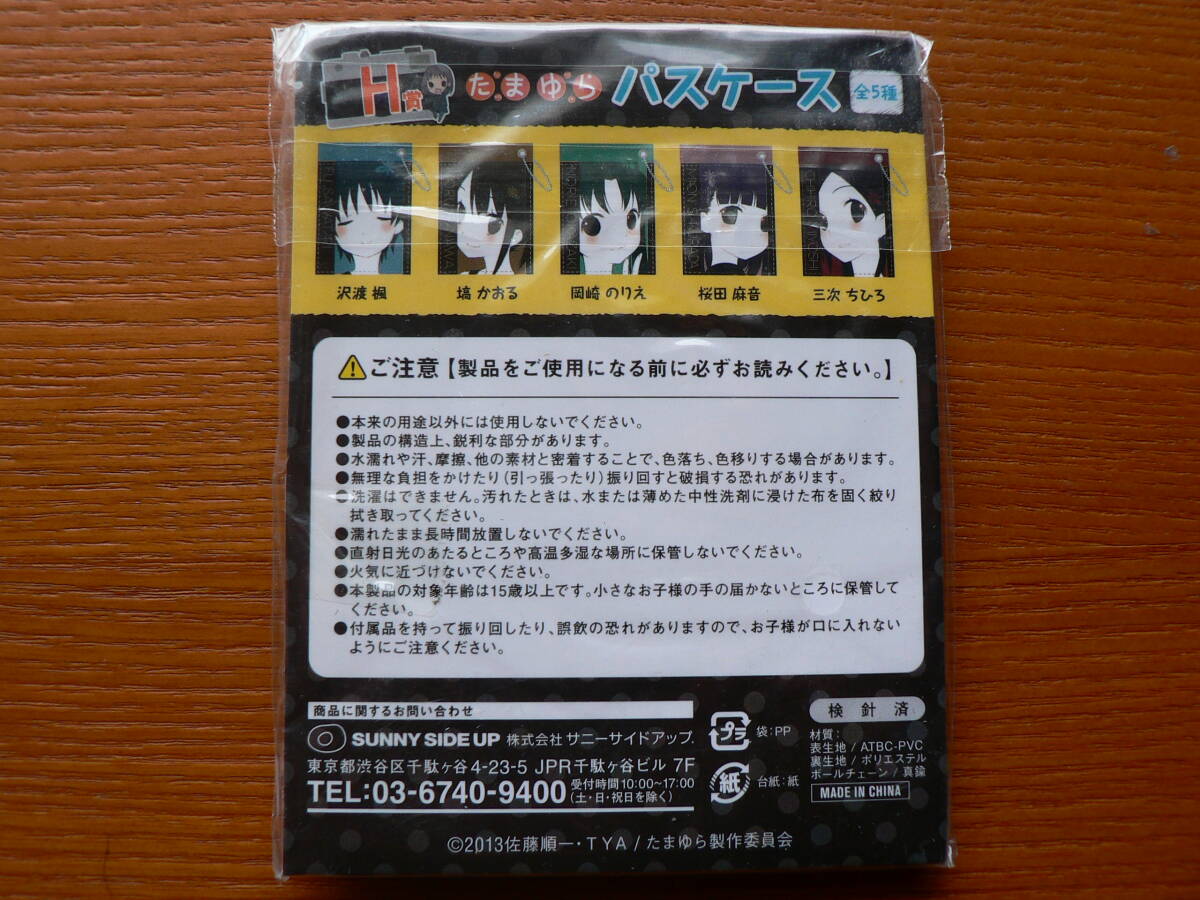 H賞 たまゆら パスケース 全5種
沢渡 楓 塙 かおる 岡崎 のりえ 桜田 麻音 三次 ちひろ
ご注意【製品をご使用になる前に必ずお読みください。】
●本来の用途以外には使用しないでください。
●製品の構造上、鋭利な部分があります。
●水濡れや汗、摩擦、他の素材と密着することで、色落ち、色移りする場合があります。
●無理な負担をかけたり(引っ張ったり)振り回すと破損する恐れがあります。
●洗濯はできません。汚れたときは、水または薄めた中性洗剤に浸けた布を固く絞り
拭き取ってください。
●濡れたまま長時間放置しないでください。
●直射日光のあたるところや高温多湿な場所に保管しないでください。
●火気に近づけないでください。
●本製品の対象年齢は15歳以上です。小さなお子様の手の届かないところに保管して
ください。
●付属品を持って振り回したり、誤飲の恐れがありますので、お子様が口に入れない
ようにご注意ください。
商品に関するお問い合わせ
SUNNY SIDE UP 株式会社 サニーサイドアップ.
東京都渋谷区千駄ヶ谷4-23-5 JPR千駄ヶ谷ビル 7F
TEL:03-6740-9400 受付時間10:00~17:00
(土・日・祝日を除く)
プラ 袋:PP
紙 台紙:紙
検針済
材質:
表生地 / ATBC-PVC
裏生地 / ポリエステル
ボールチェーン / 真鍮
MADE IN CHINA
©2013佐藤順一・TYA / たまゆら製作委員会